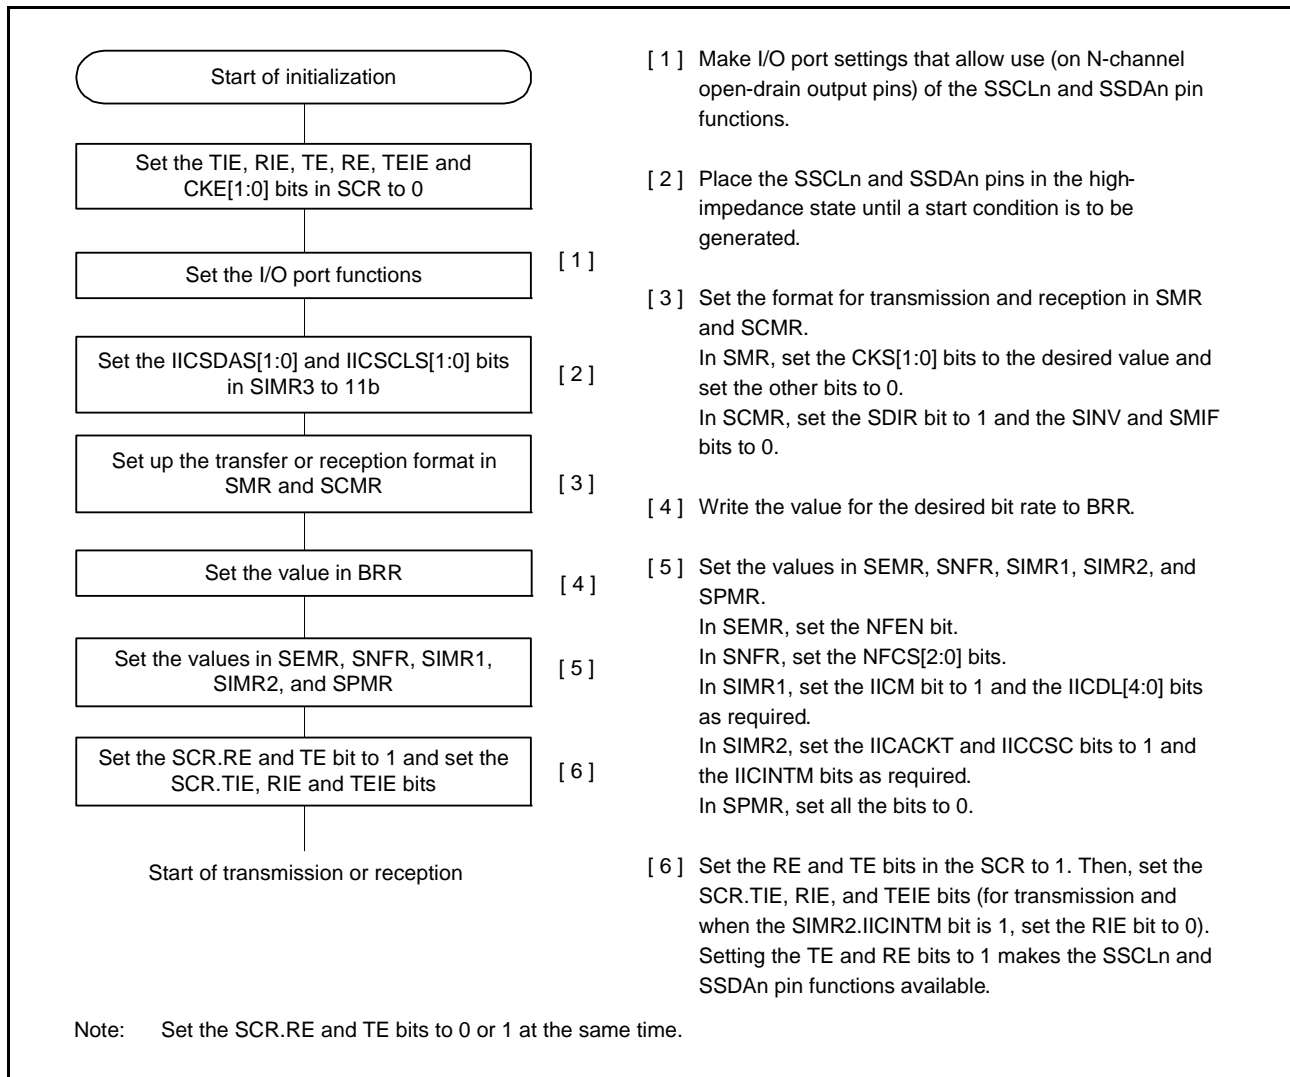 Start of initialization
Set the TIE, RIE, TE, RE, TEIE and
CKE[1:0] bits in SCR to 0
Set the I/O port functions
[ 1 ]
Set the IICSDAS[1:0] and IICSCLS[1:0] bits
in SIMR3 to 11b
[ 2 ]
Set up the transfer or reception format in
SMR and SCMR
[ 3 ]
Set the value in BRR
[ 4 ]
Set the values in SEMR, SNFR, SIMR1,
SIMR2, and SPMR
[ 5 ]
Set the SCR.RE and TE bit to 1 and set the
SCR.TIE, RIE and TEIE bits
[ 6 ]
Start of transmission or reception
[ 1 ] Make I/O port settings that allow use (on N-channel
open-drain output pins) of the SSCLn and SSDAn pin
functions.
[ 2 ] Place the SSCLn and SSDAn pins in the high-
impedance state until a start condition is to be
generated.
[ 3 ] Set the format for transmission and reception in SMR
and SCMR.
In SMR, set the CKS[1:0] bits to the desired value and
set the other bits to 0.
In SCMR, set the SDIR bit to 1 and the SINV and SMIF
bits to 0.
[ 4 ] Write the value for the desired bit rate to BRR.
[ 5 ] Set the values in SEMR, SNFR, SIMR1, SIMR2, and
SPMR.
In SEMR, set the NFEN bit.
In SNFR, set the NFCS[2:0] bits.
In SIMR1, set the IICM bit to 1 and the IICDL[4:0] bits
as required.
In SIMR2, set the IICACKT and IICCSC bits to 1 and
the IICINTM bits as required.
In SPMR, set all the bits to 0.
[ 6 ] Set the RE and TE bits in the SCR to 1. Then, set the
SCR.TIE, RIE, and TEIE bits (for transmission and
when the SIMR2.IICINTM bit is 1, set the RIE bit to 0).
Setting the TE and RE bits to 1 makes the SSCLn and
SSDAn pin functions available.
Note: Set the SCR.RE and TE bits to 0 or 1 at the same time.